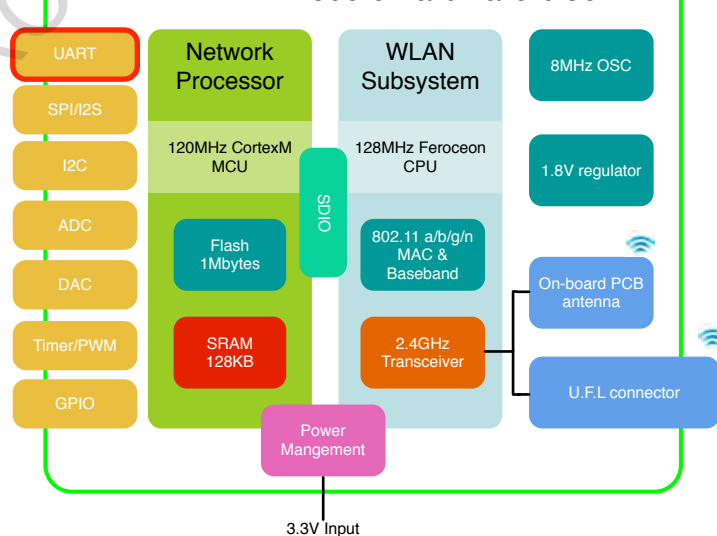 UART
SPI/I2S
I2C
ADC
DAC
Timer/PWM
GPIO
Network
Processor
120MHz CortexM
MCU
Flash
1Mbytes
SRAM
128KB
SDIO
WLAN
Subsystem
128MHz Feroceon
CPU
802.11 a/b/g/n
MAC &
Baseband
2.4GHz
Transceiver
8MHz OSC
1.8V regulator
On-board PCB
antenna
U.F.L connector
Power
Mangement
3.3V Input